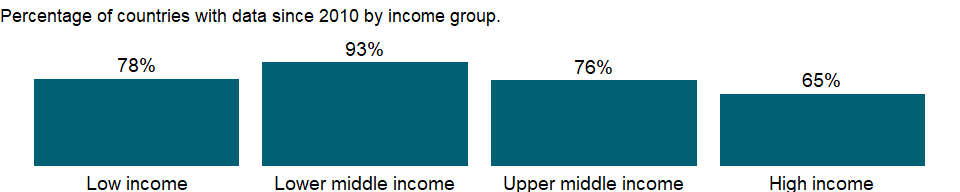 Percentage of countries with data since 2010 by income group.
78% 93% 76% 65%
Low income Lower middle income Upper middle income High income